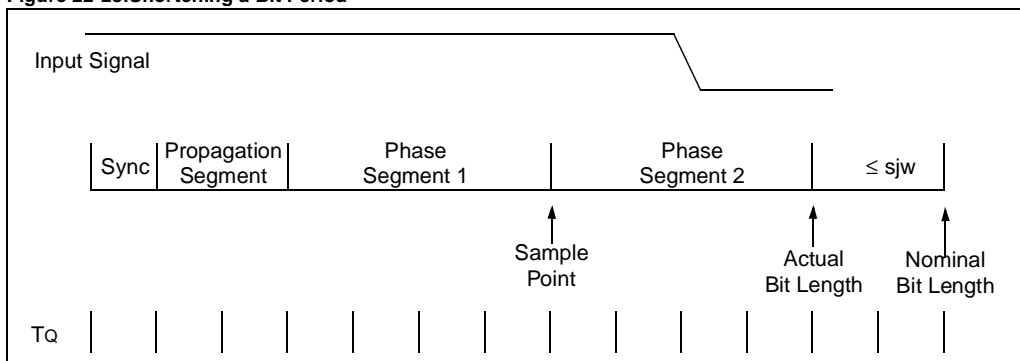 Input Signal
Sync
Propagation
Segment
Phase
Segment 1
Phase
Segment 2
≤ sjw
Sample
Point
Actual
Bit Length
Nominal
Bit Length
TQ